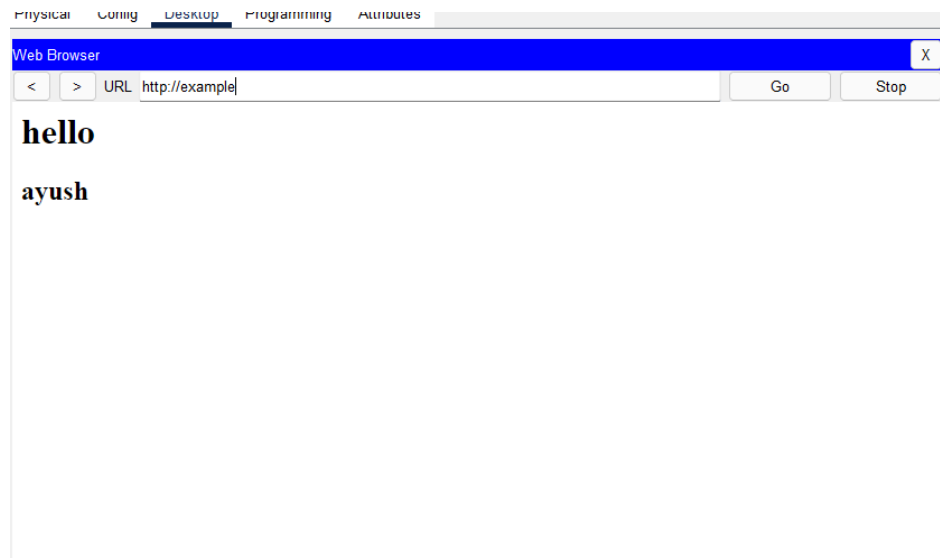 Physical Config Desktop Programming Attributes
Web Browser X
< > URL http://example Go Stop
hello
ayush